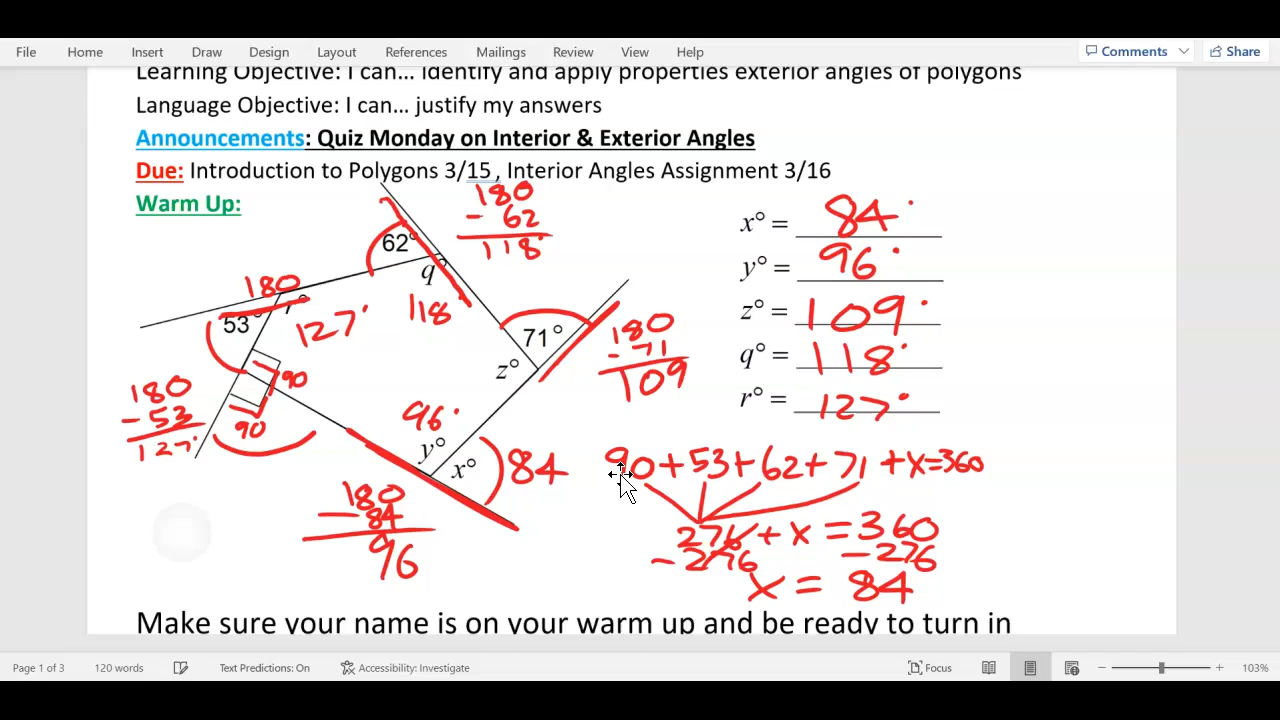 File Home Insert Draw Design Layout References Mailings Review View Help Comments Share
Learning Objective: I can... identify and apply properties exterior angles of polygons
Language Objective: I can... justify my answers
Announcements: Quiz Monday on Interior & Exterior Angles
Due: Introduction to Polygons 3/15, Interior Angles Assignment 3/16
Warm Up:
180
- 62
118
62°
q
118
180
53°
r°
127°
180
- 53
127°
90
90
71°
z°
180
- 71
109
96°
y°
x°
84
180
- 84
96
x° = 84°
y° = 96°
z° = 109°
q° = 118°
r° = 127°
90+53+62+71+x=360
276+x=360
-276 -276
x = 84
Make sure your name is on your warm up and be ready to turn in
Page 1 of 3 120 words Text Predictions: On Accessibility: Investigate Focus 103%